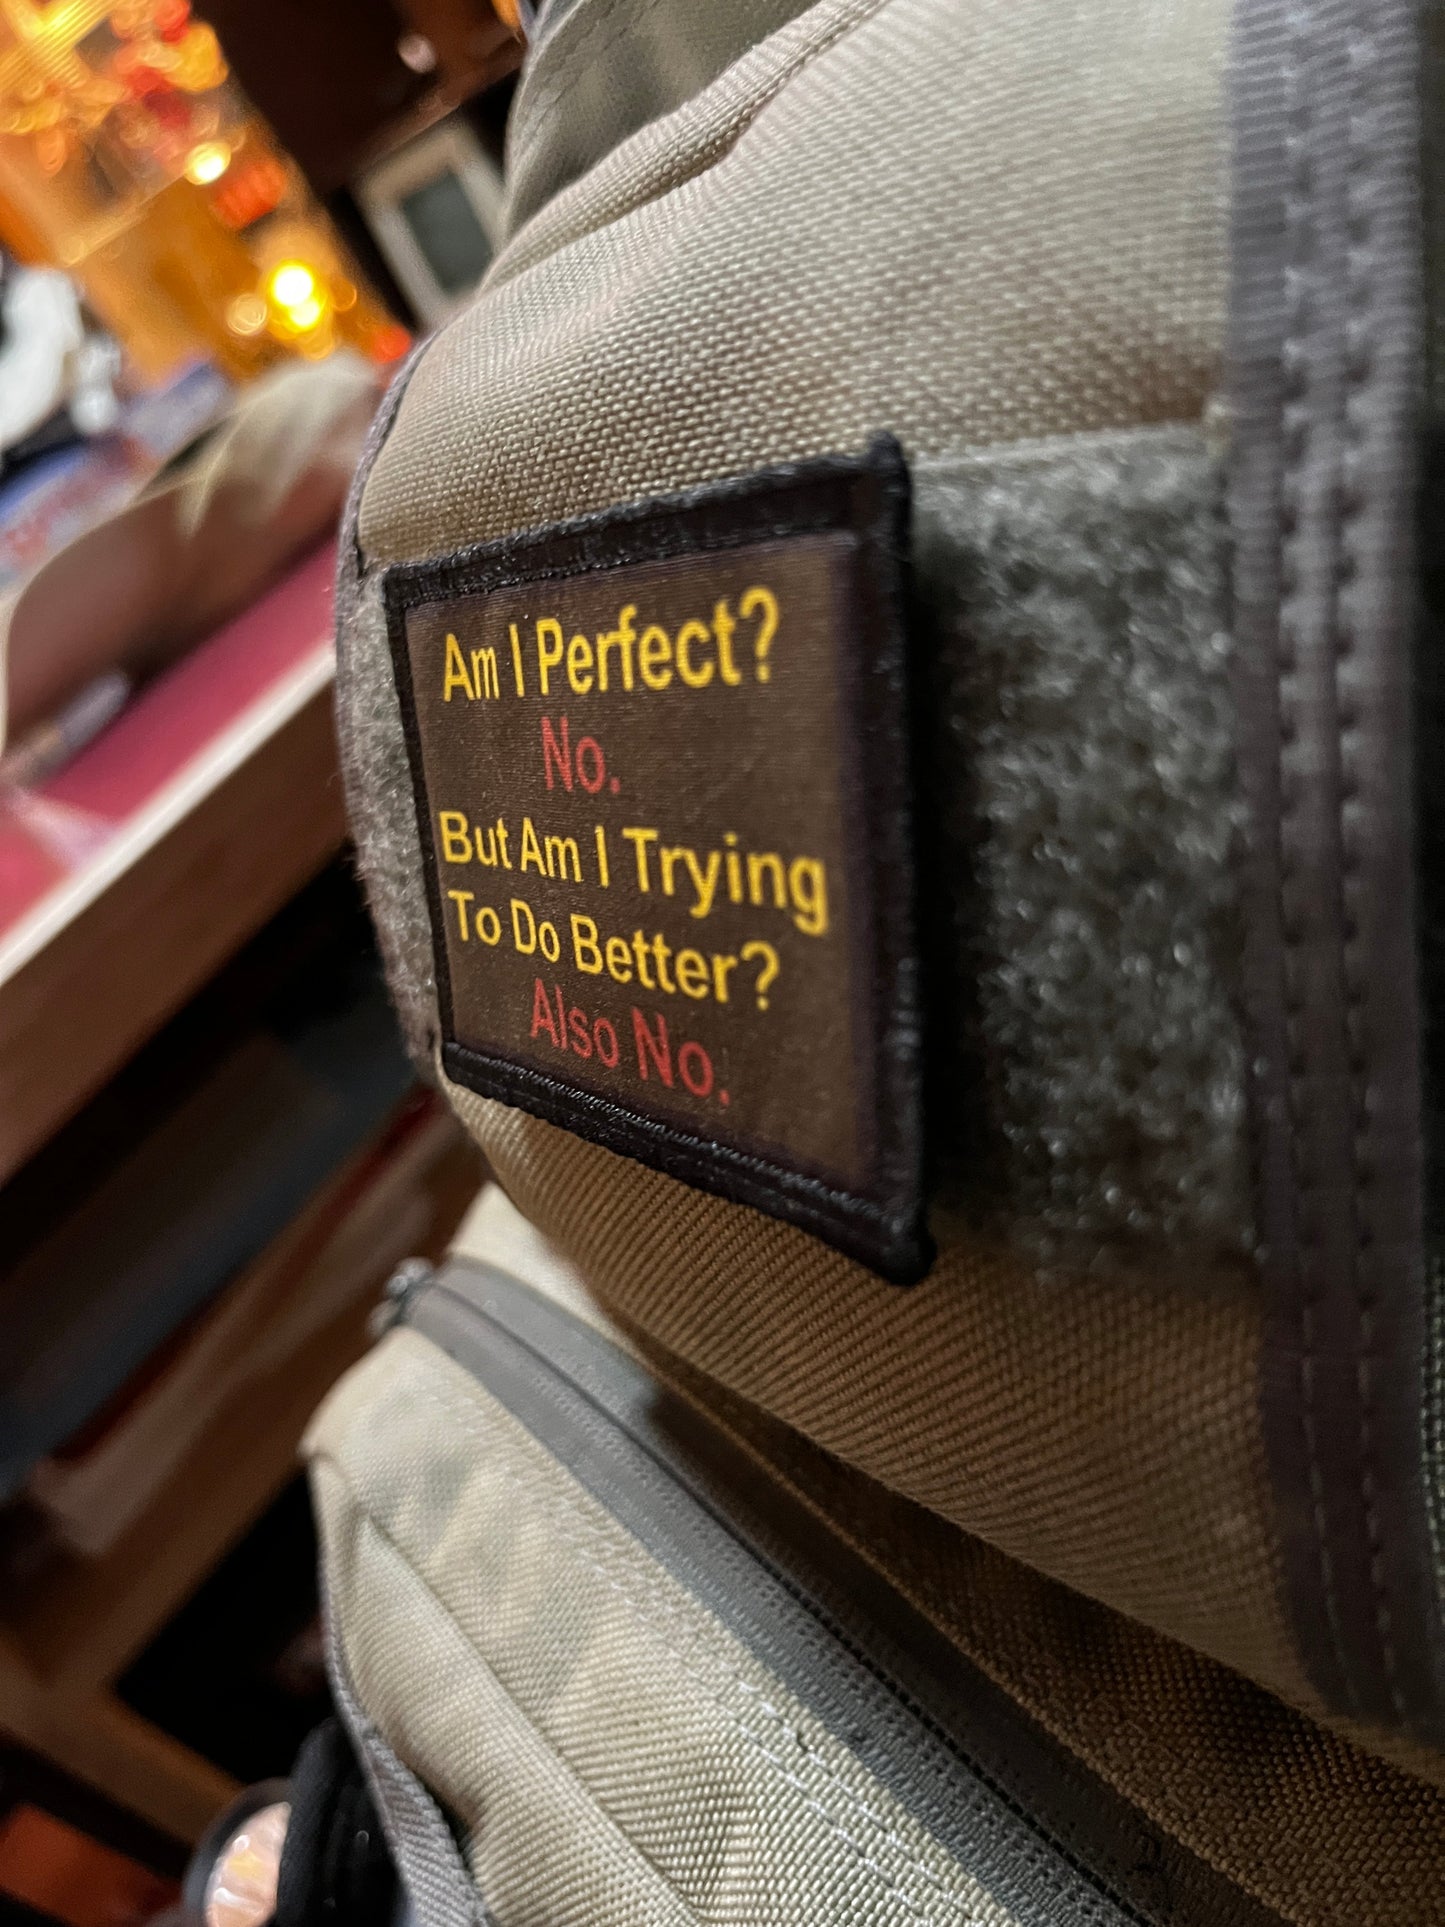 Am I Perfect?
No.
But Am I Trying
To Do Better?
Also No.